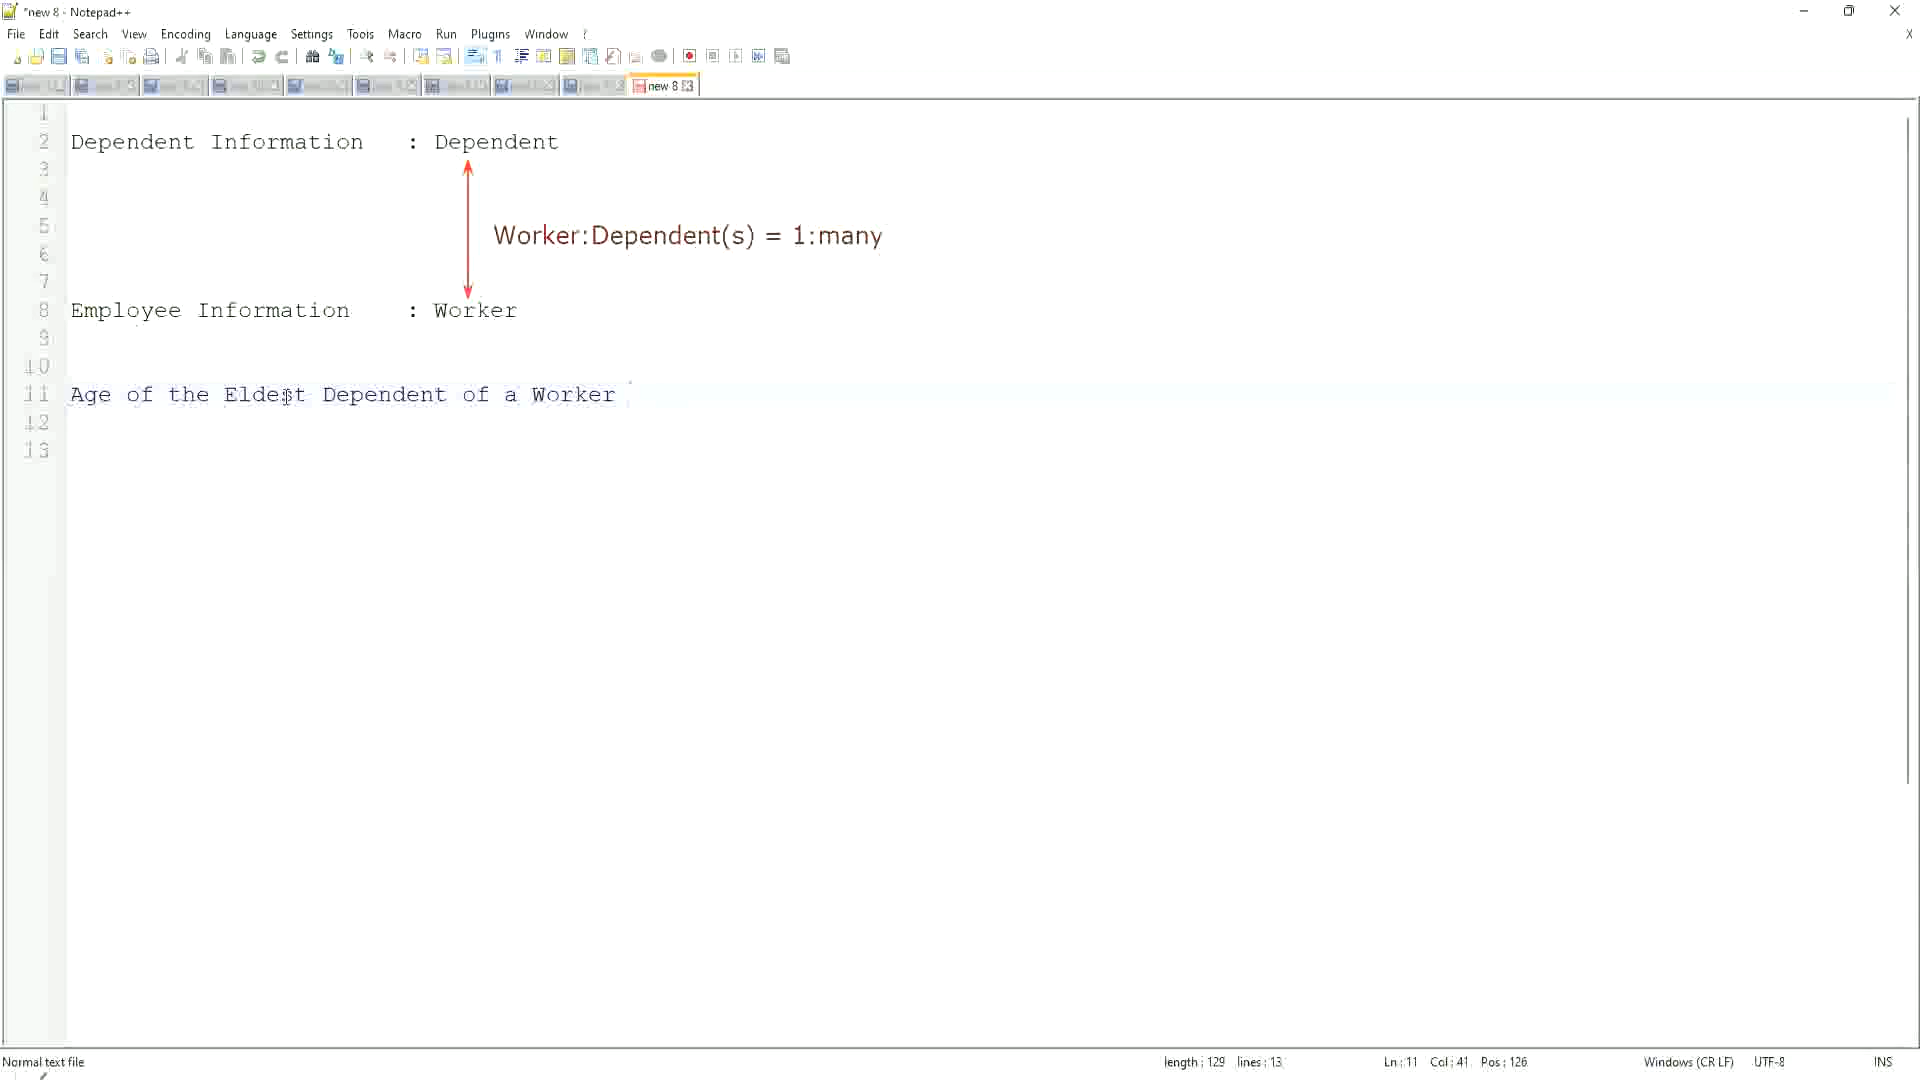 *new 8 - Notepad++
File Edit Search View Encoding Language Settings Tools Macro Run Plugins Window ?
X
new 8
1
2 Dependent Information : Dependent
3
4
5 Worker:Dependent(s) = 1:many
6
7
8 Employee Information : Worker
9
10
11 Age of the Eldest Dependent of a Worker
12
13
Normal text file length : 129 lines : 13 Ln : 11 Col : 41 Pos : 126 Windows (CR LF) UTF-8 INS